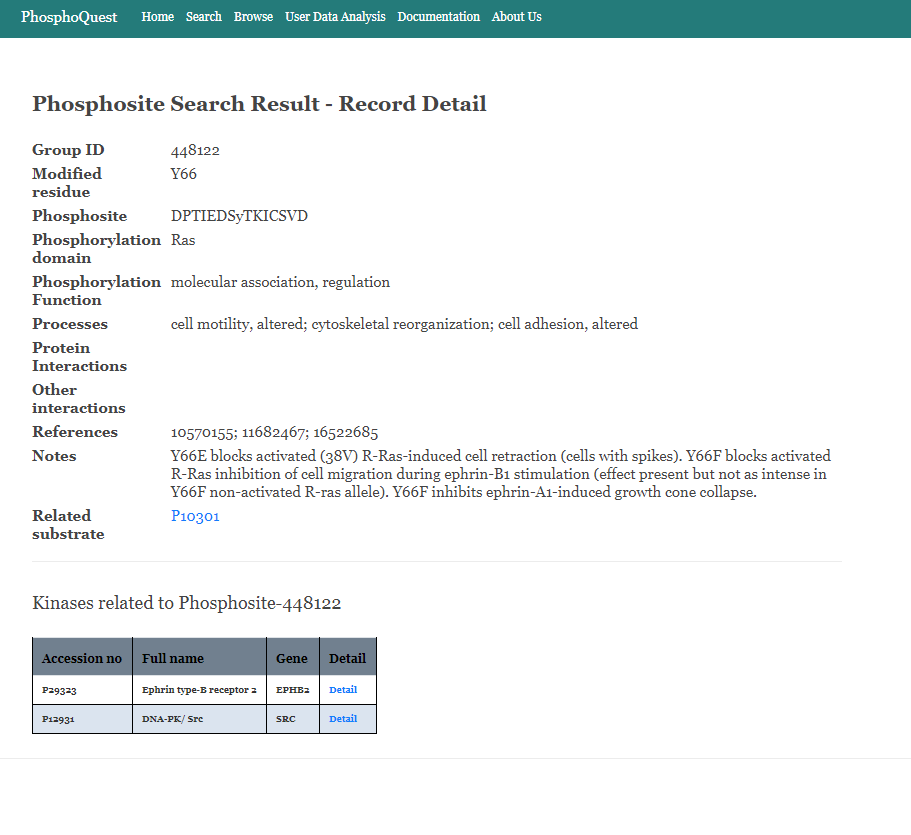 PhosphoQuest Home Search Browse User Data Analysis Documentation About Us
Phosphosite Search Result - Record Detail
Group ID 448122
Modified residue Y66
Phosphosite DPTIEDSyTKICSVD
Phosphorylation domain Ras
Phosphorylation Function molecular association, regulation
Processes cell motility, altered; cytoskeletal reorganization; cell adhesion, altered
Protein Interactions
Other interactions
References 10570155; 11682467; 16522685
Notes Y66E blocks activated (38V) R-Ras-induced cell retraction (cells with spikes). Y66F blocks activated
R-Ras inhibition of cell migration during ephrin-B1 stimulation (effect present but not as intense in
Y66F non-activated R-ras allele). Y66F inhibits ephrin-A1-induced growth cone collapse.
Related substrate P10301
Kinases related to Phosphosite-448122
Accession no Full name Gene Detail
P29323 Ephrin type-B receptor 2 EPHB2 Detail
P12931 DNA-PK/ Src SRC Detail